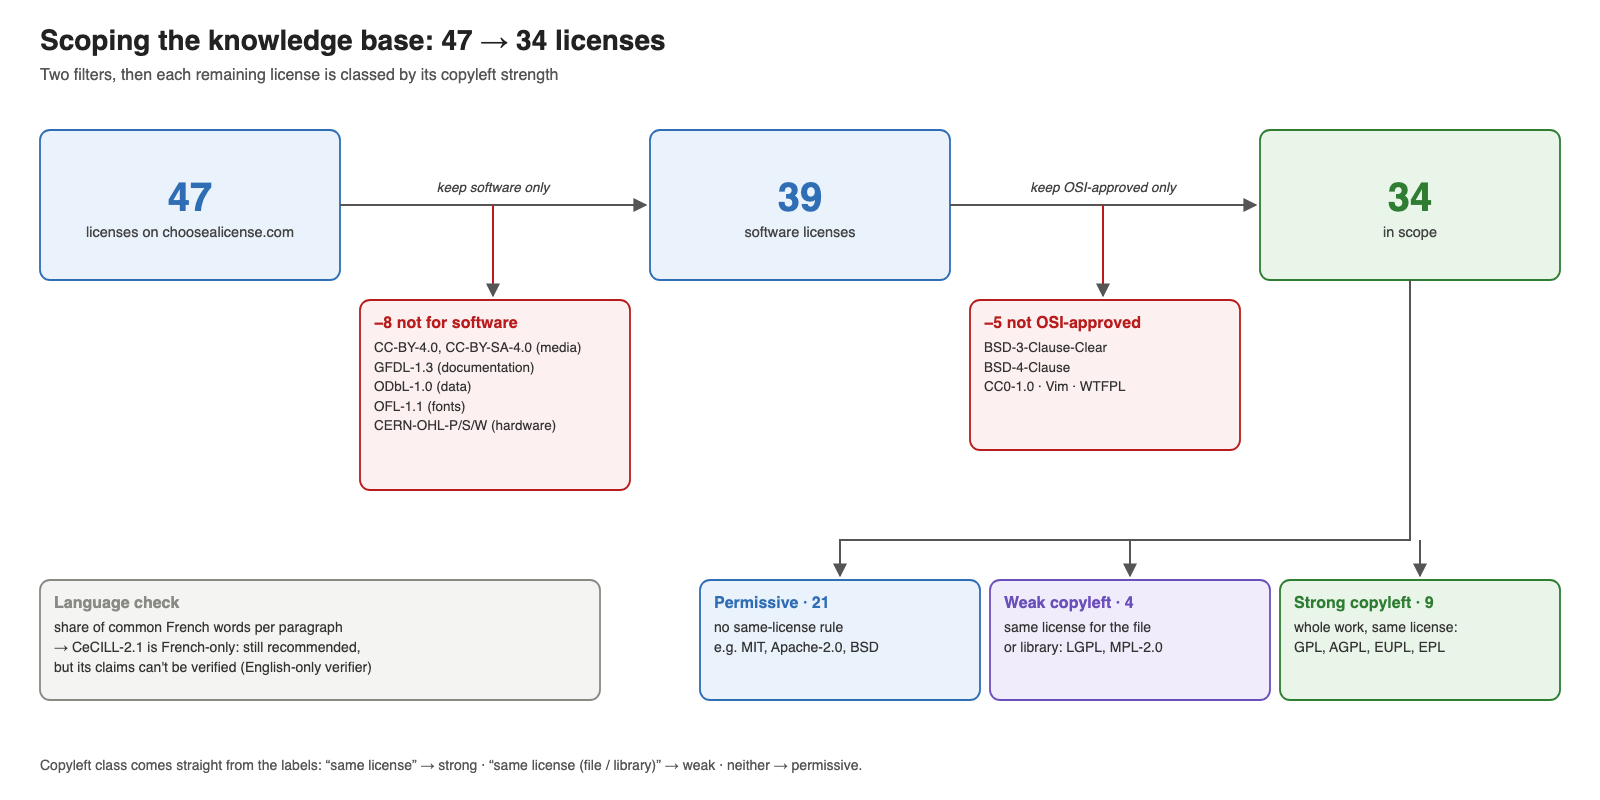 Scoping the knowledge base: 47 → 34 licenses
Two filters, then each remaining license is classed by its copyleft strength
47
licenses on choosealicense.com
keep software only
39
software licenses
keep OSI-approved only
34
in scope
–8 not for software
CC-BY-4.0, CC-BY-SA-4.0 (media)
GFDL-1.3 (documentation)
ODbL-1.0 (data)
OFL-1.1 (fonts)
CERN-OHL-P/S/W (hardware)
–5 not OSI-approved
BSD-3-Clause-Clear
BSD-4-Clause
CC0-1.0 · Vim · WTFPL
Language check
share of common French words per paragraph
→ CeCILL-2.1 is French-only: still recommended,
but its claims can't be verified (English-only verifier)
Permissive · 21
no same-license rule
e.g. MIT, Apache-2.0, BSD
Weak copyleft · 4
same license for the file
or library: LGPL, MPL-2.0
Strong copyleft · 9
whole work, same license:
GPL, AGPL, EUPL, EPL
Copyleft class comes straight from the labels: “same license” → strong · “same license (file / library)” → weak · neither → permissive.